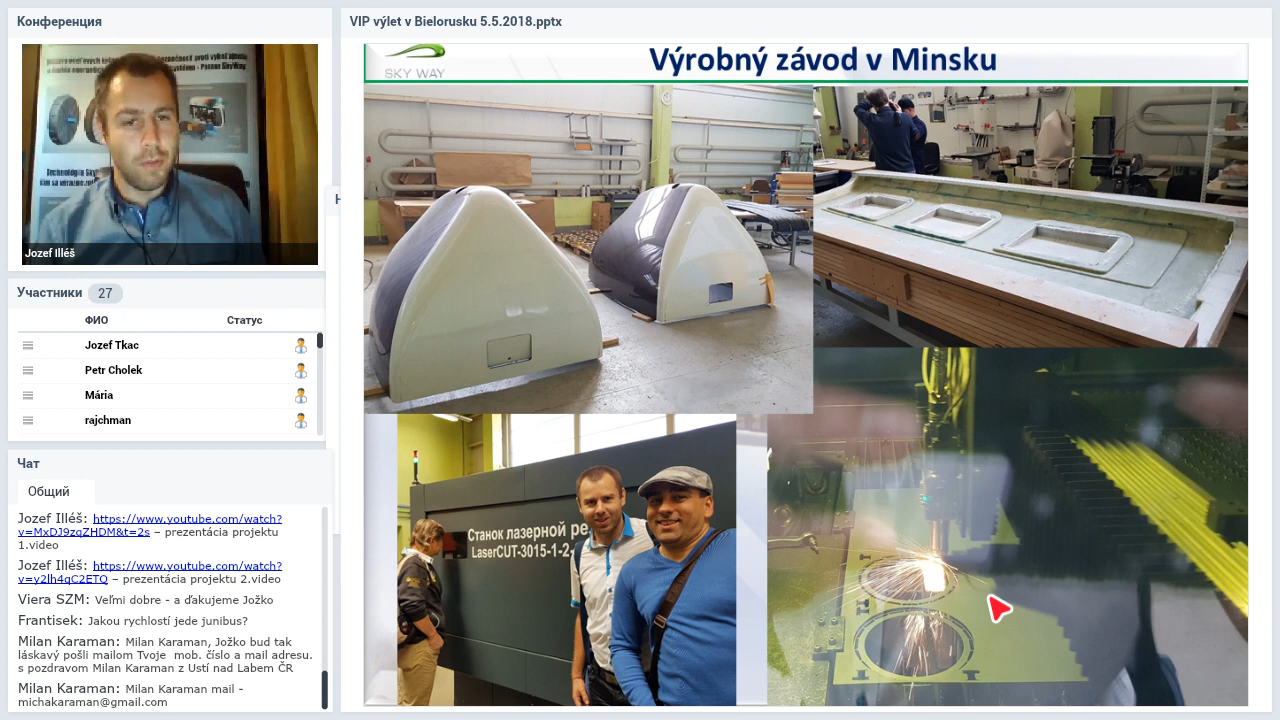 Конференция
Jozef Illéš
Участники 27
ФИО Статус
Jozef Tkac
Petr Cholek
Mária
rajchman
Чат
Общий
Jozef Illéš: https://www.youtube.com/watch?
v=MxDJ9zqZHDM&t=2s – prezentácia projektu
1.video
Jozef Illéš: https://www.youtube.com/watch?
v=y2lh4qC2ETQ – prezentácia projektu 2.video
Viera SZM: Veľmi dobre - a ďakujeme Jožko
Frantisek: Jakou rychlostí jede junibus?
Milan Karaman: Milan Karaman, Jožko bud tak
láskavý pošli mailom Tvoje mob. číslo a mail adresu.
s pozdravom Milan Karaman z Ustí nad Labem ČR
Milan Karaman: Milan Karaman mail -
michakaraman@gmail.com
VIP výlet v Bielorusku 5.5.2018.pptx
SKY WAY
Výrobný závod v Minsku
Станок лазерной ре
LaserCUT-3015-1-2-